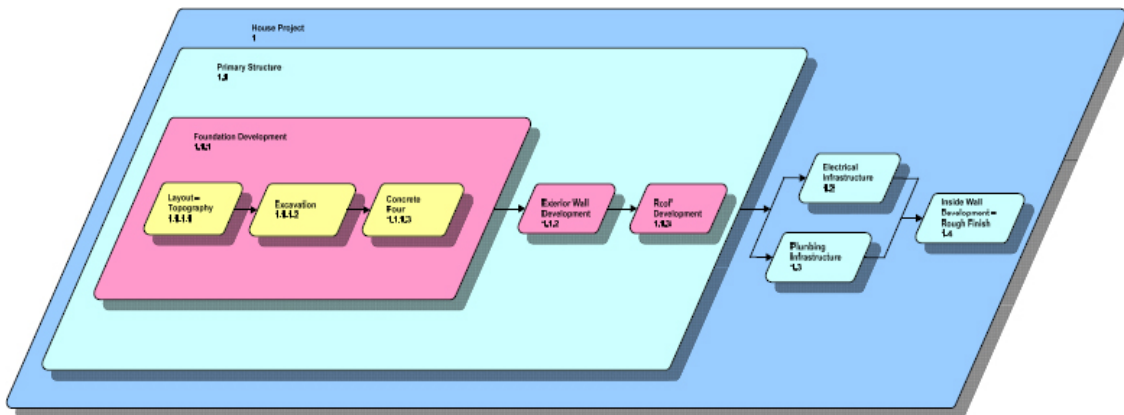 House Project
1
Primary Structure
1.1
Foundation Development
1.1.1
Layout–
Topography
1.1.1.1
Excavation
1.1.1.2
Concrete
Four
1.1.1.3
Exterior Wall
Development
1.1.2
Roof
Development
1.1.3
Electrical
Infrastructure
1.2
Plunbing
Infrastructure
1.3
Inside Wall
Development–
Rough Finish
1.4